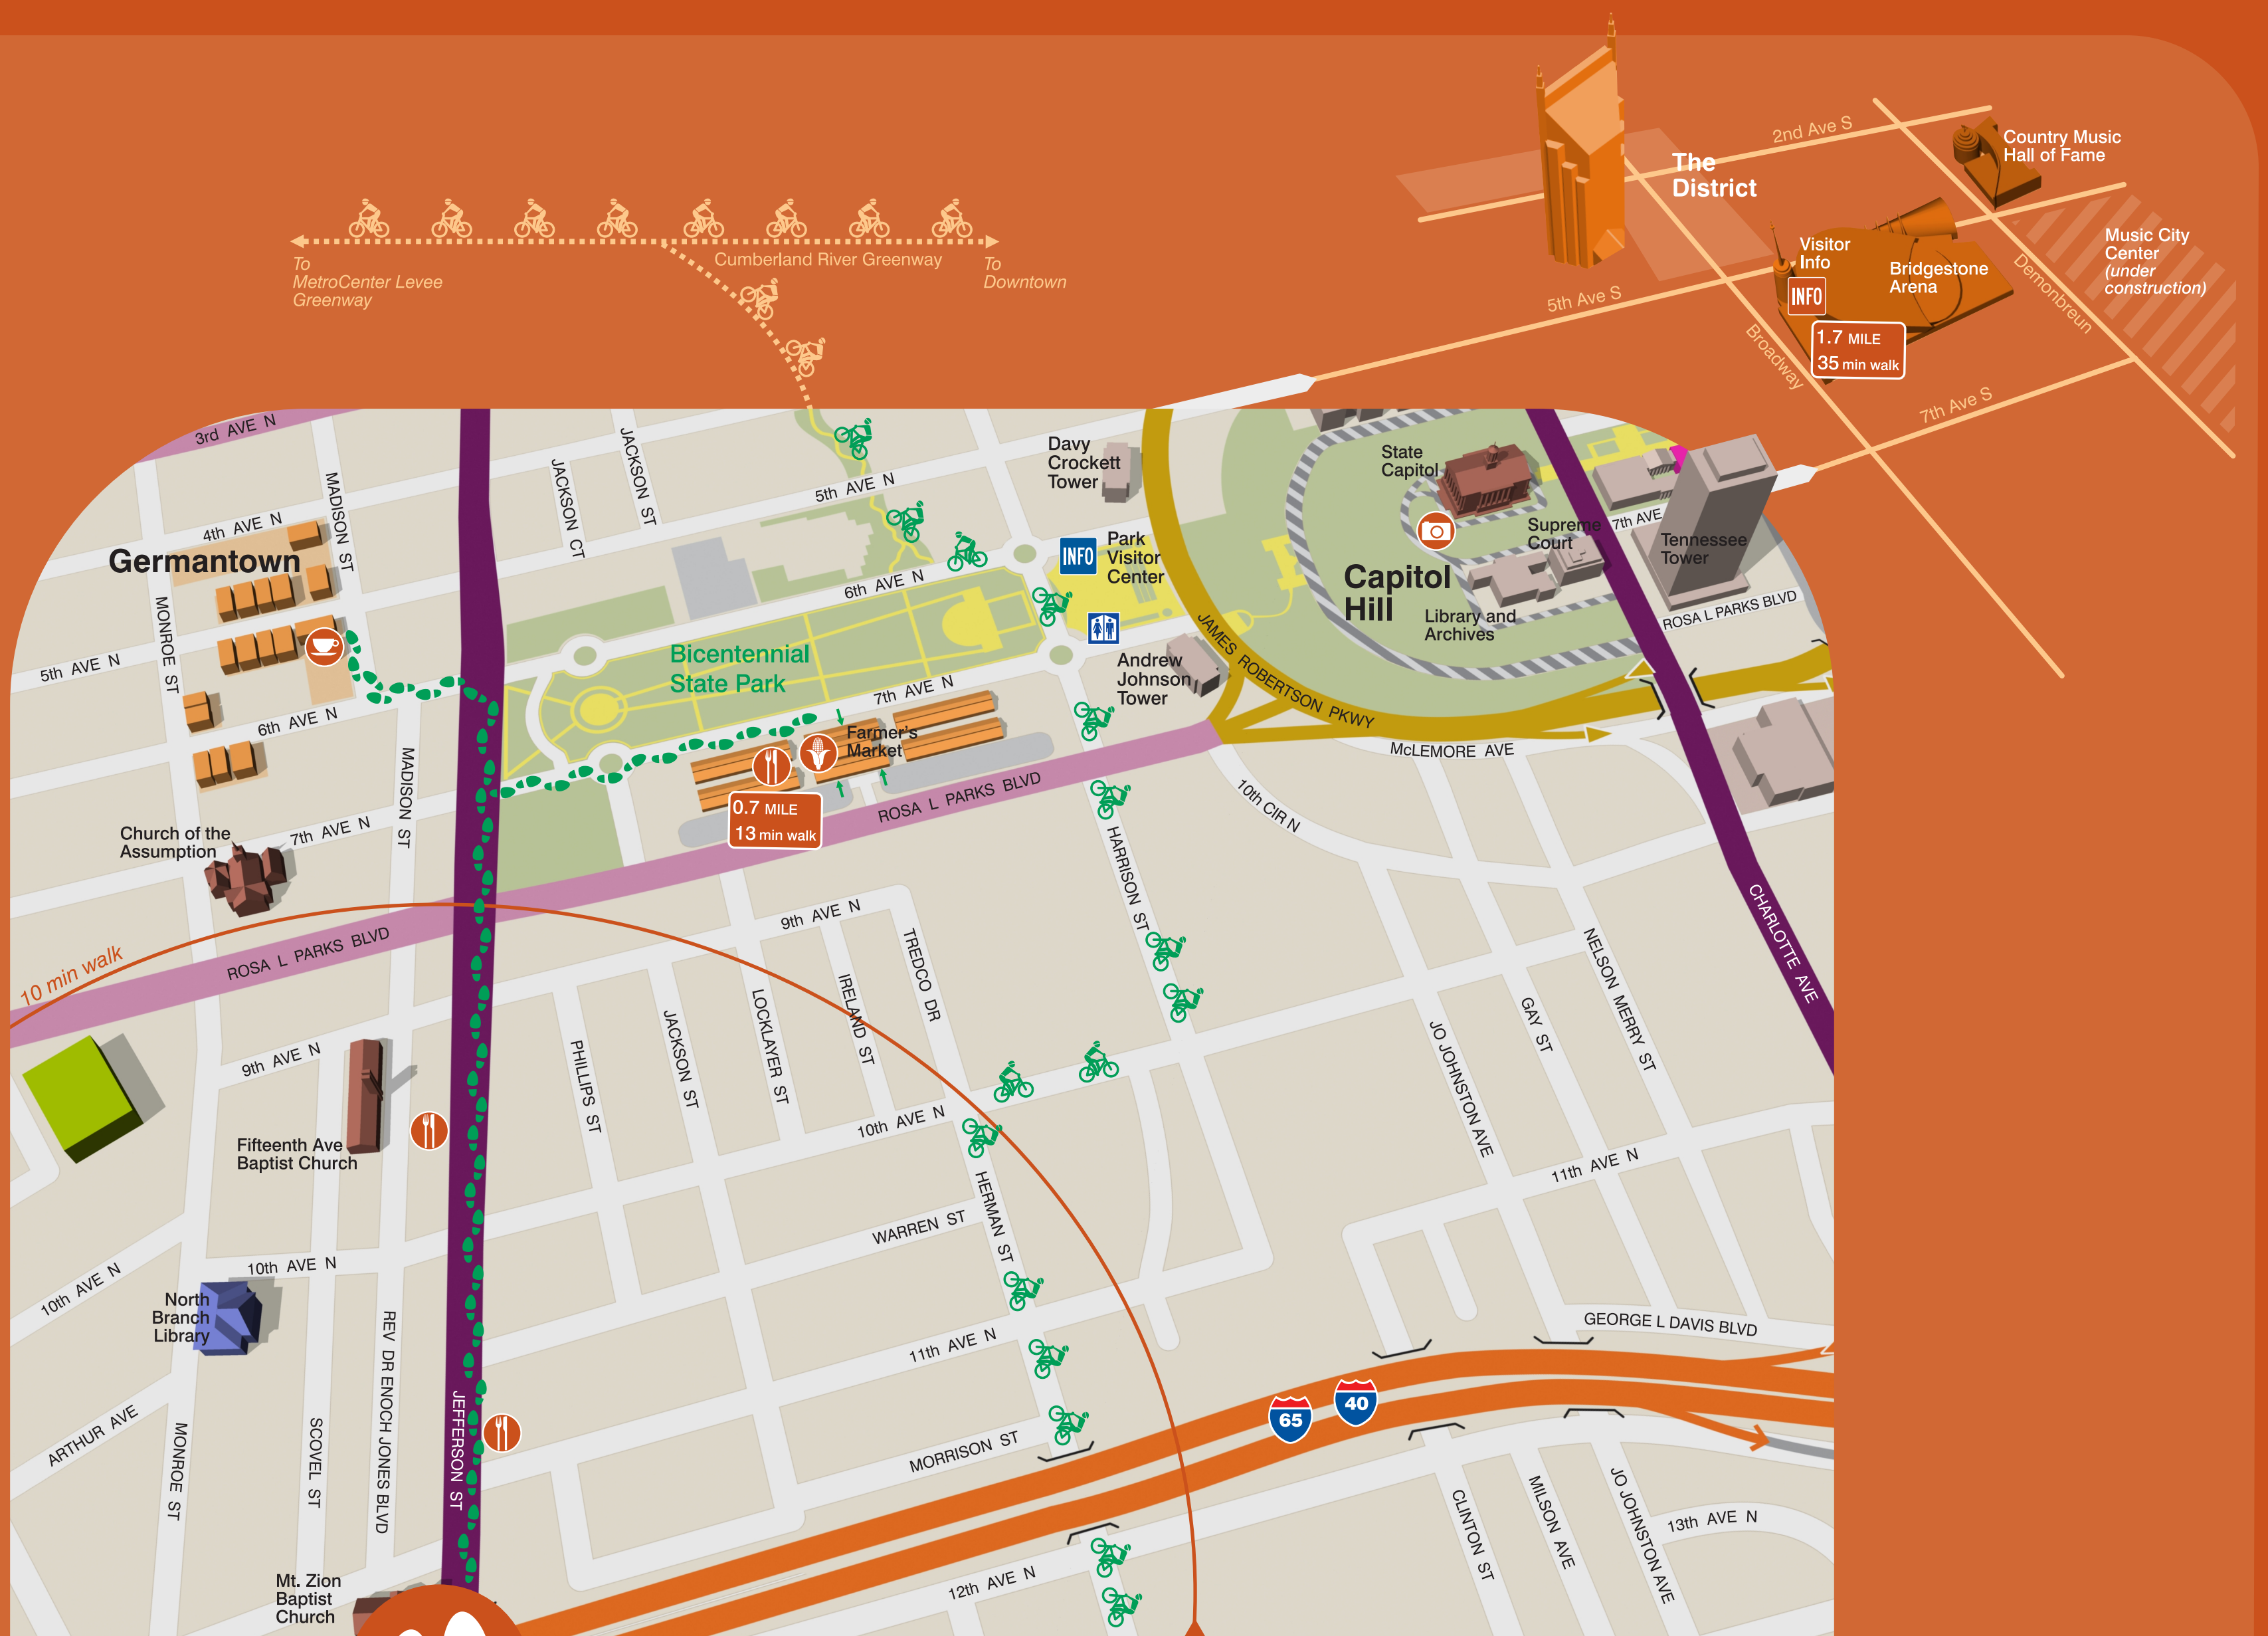 2nd Ave S
Country Music
Hall of Fame
The
District
Visitor
Info
INFO
Bridgestone
Arena
Music City
Center
(under
construction)
Demonbreun
5th Ave S
Broadway
1.7 MILE
35 min walk
7th Ave S
Cumberland River Greenway
To
MetroCenter Levee
Greenway
To
Downtown
3rd AVE N
MADISON ST
JACKSON CT
JACKSON ST
5th AVE N
4th AVE N
Germantown
MONROE ST
5th AVE N
6th AVE N
MADISON ST
7th AVE N
Church of the
Assumption
Davy
Crockett
Tower
INFO
Park
Visitor
Center
6th AVE N
Bicentennial
State Park
7th AVE N
Farmer's
Market
0.7 MILE
13 min walk
ROSA L PARKS BLVD
Andrew
Johnson
Tower
JAMES ROBERTSON PKWY
State
Capitol
Capitol
Hill
Supreme
Court
Library and
Archives
7th AVE
Tennessee
Tower
ROSA L PARKS BLVD
McLEMORE AVE
10th CIR N
HARRISON ST
CHARLOTTE AVE
10 min walk
ROSA L PARKS BLVD
9th AVE N
9th AVE N
TREDCO DR
IRELAND ST
LOCKLAYER ST
JACKSON ST
PHILLIPS ST
10th AVE N
Fifteenth Ave
Baptist Church
NELSON MERRY ST
GAY ST
JO JOHNSTON AVE
11th AVE N
HERMAN ST
WARREN ST
10th AVE N
10th AVE N
North
Branch
Library
REV DR ENOCH JONES BLVD
11th AVE N
GEORGE L DAVIS BLVD
ARTHUR AVE
MONROE ST
SCOVEL ST
JEFFERSON ST
MORRISON ST
65
40
CLINTON ST
MILSON AVE
JO JOHNSTON AVE
13th AVE N
12th AVE N
Mt. Zion
Baptist
Church